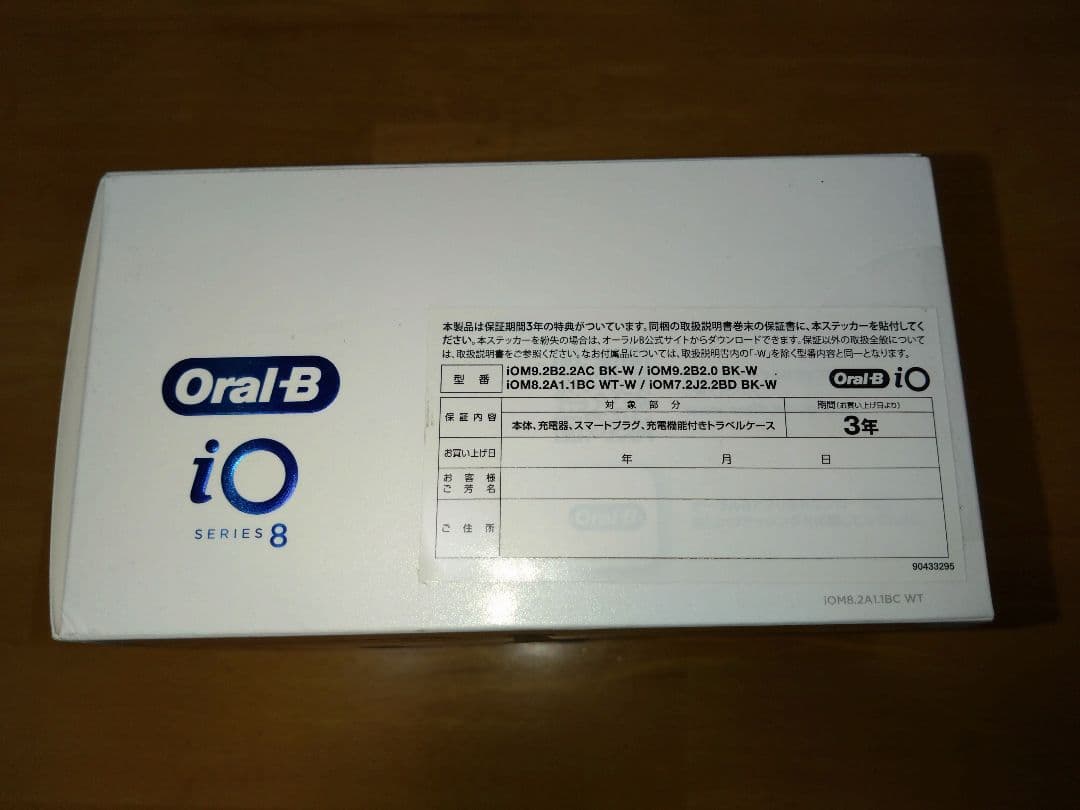 Oral-B
iO
SERIES 8
本製品は保証期間3年の特典がついています。同梱の取扱説明書巻末の保証書に、本ステッカーを貼付してく
ださい。本ステッカーを紛失の場合は、オーラルB公式サイトからダウンロードできます。保証以外の取扱全般について
は、取扱説明書をご参照ください。なお付属品については、取扱説明書内の「-W」を除く型番内容と同一となります。
型番
iOM9.2B2.2AC BK-W / iOM9.2B2.0 BK-W
iOM8.2A1.1BC WT-W / iOM7.2J2.2BD BK-W
Oral-B iO
保証内容
対象部分
期間(お買い上げ日より)
本体、充電器、スマートプラグ、充電機能付きトラベルケース
3年
お買い上げ日
年 月 日
お客様
ご芳名
ご住所
90433295
iOM8.2A1.1BC WT